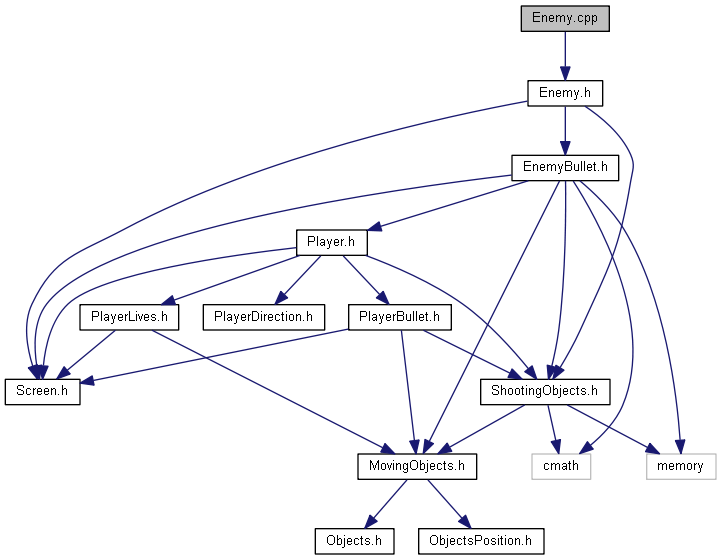 Enemy.cpp
Enemy.h
EnemyBullet.h
Player.h
PlayerLives.h
PlayerDirection.h
PlayerBullet.h
Screen.h
ShootingObjects.h
MovingObjects.h
cmath
memory
Objects.h
ObjectsPosition.h